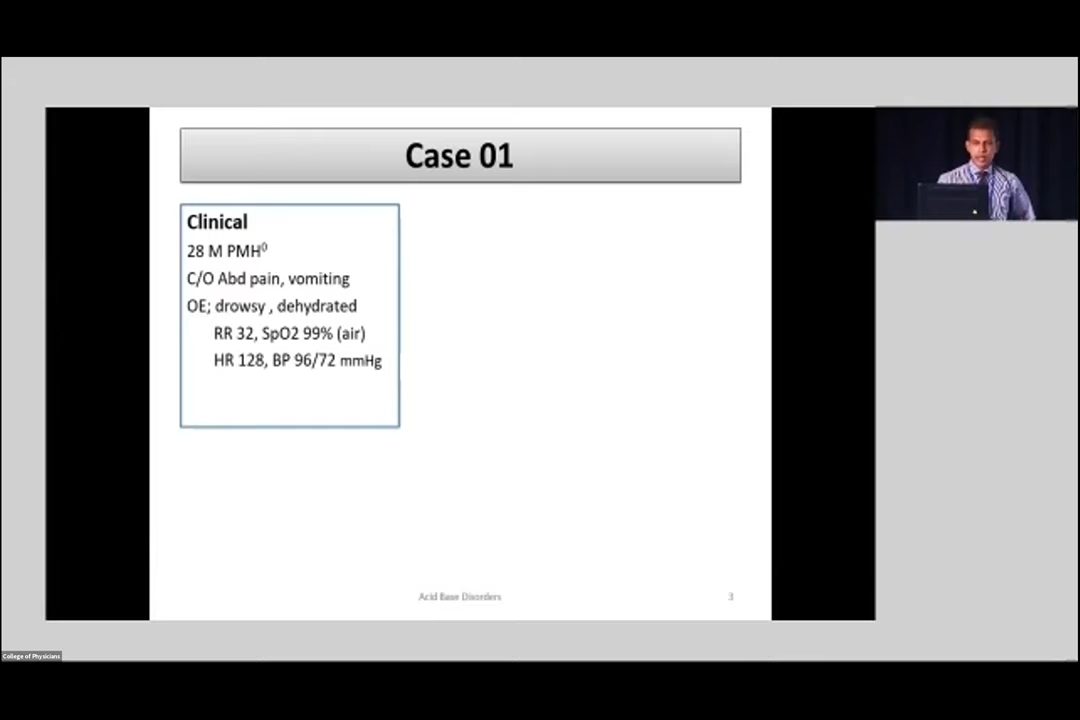 Case 01
Clinical
28 M PMH⁰
C/O Abd pain, vomiting
OE; drowsy , dehydrated
RR 32, SpO2 99% (air)
HR 128, BP 96/72 mmHg
Acid Base Disorders
3
College of Physicians